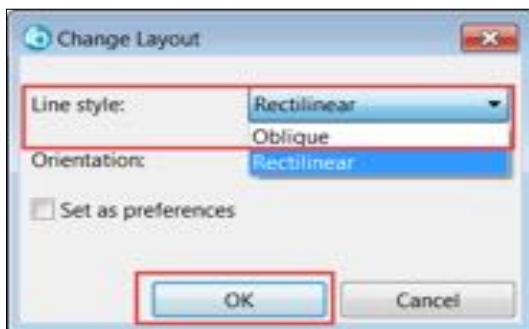 Change Layout
Line style: Rectilinear
Oblique
Orientation: Rectilinear
Set as preferences
OK Cancel